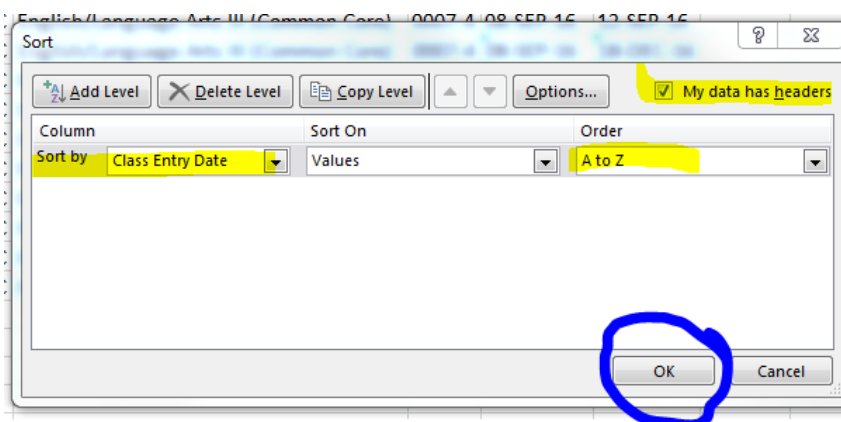 English/Language Arts III (Common Core) 0007-4 08-SEP-16 12-SEP-16
Sort
Add Level Delete Level Copy Level Options... My data has headers
Column Sort On Order
Sort by Class Entry Date Values A to Z
OK Cancel